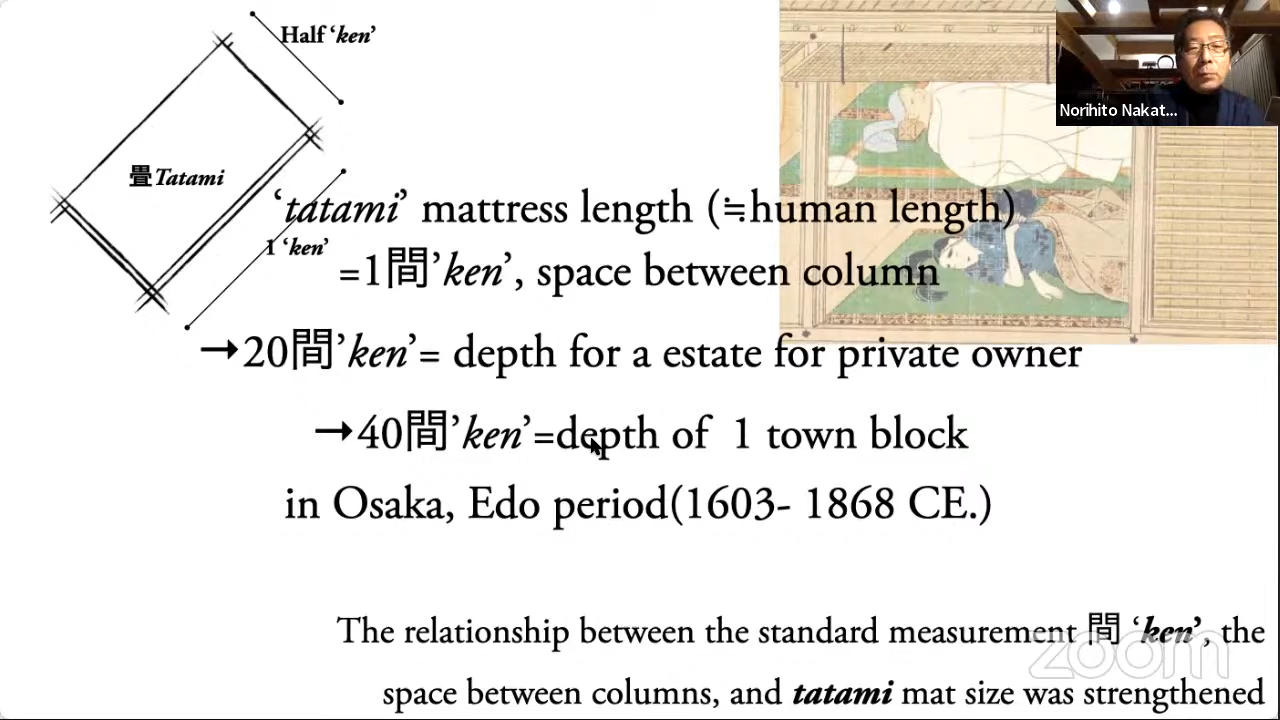 Half ‘ken’
Norihito Nakat...
畳Tatami
‘tatami’ mattress length (≒human length)
1 ‘ken’
=1間’ken’, space between column
→20間’ken’= depth for a estate for private owner
→40間’ken’=depth of 1 town block
in Osaka, Edo period(1603- 1868 CE.)
The relationship between the standard measurement 間 ‘ken’, the
space between columns, and tatami mat size was strengthened
zoom